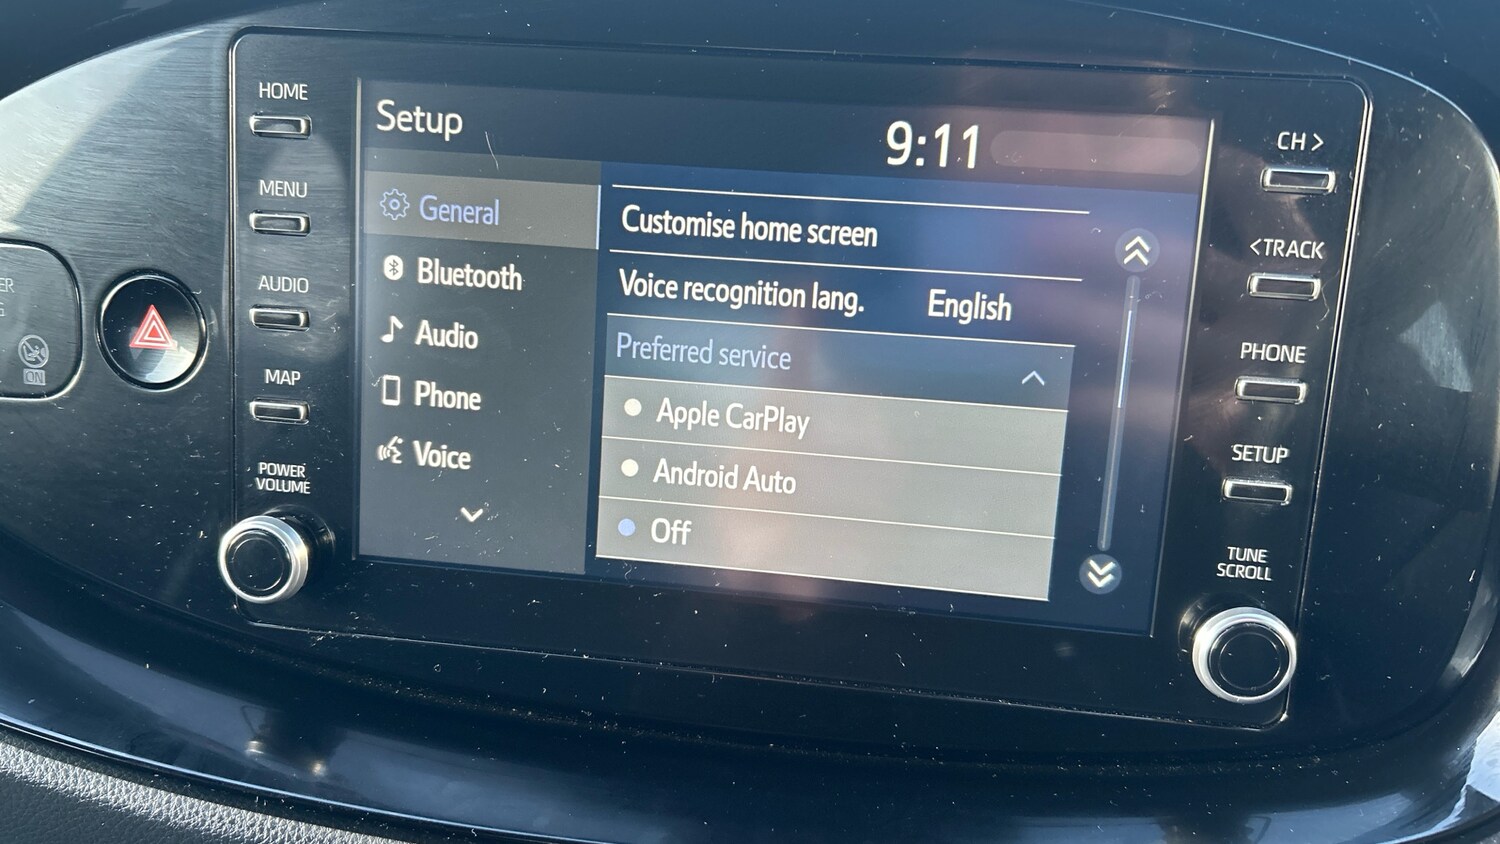 HOME
MENU
AUDIO
MAP
POWER
VOLUME
ON
Setup
9:11
General
Bluetooth
Audio
Phone
Voice
Customise home screen
Voice recognition lang. English
Preferred service
Apple CarPlay
Android Auto
Off
CH >
<TRACK
PHONE
SETUP
TUNE
SCROLL